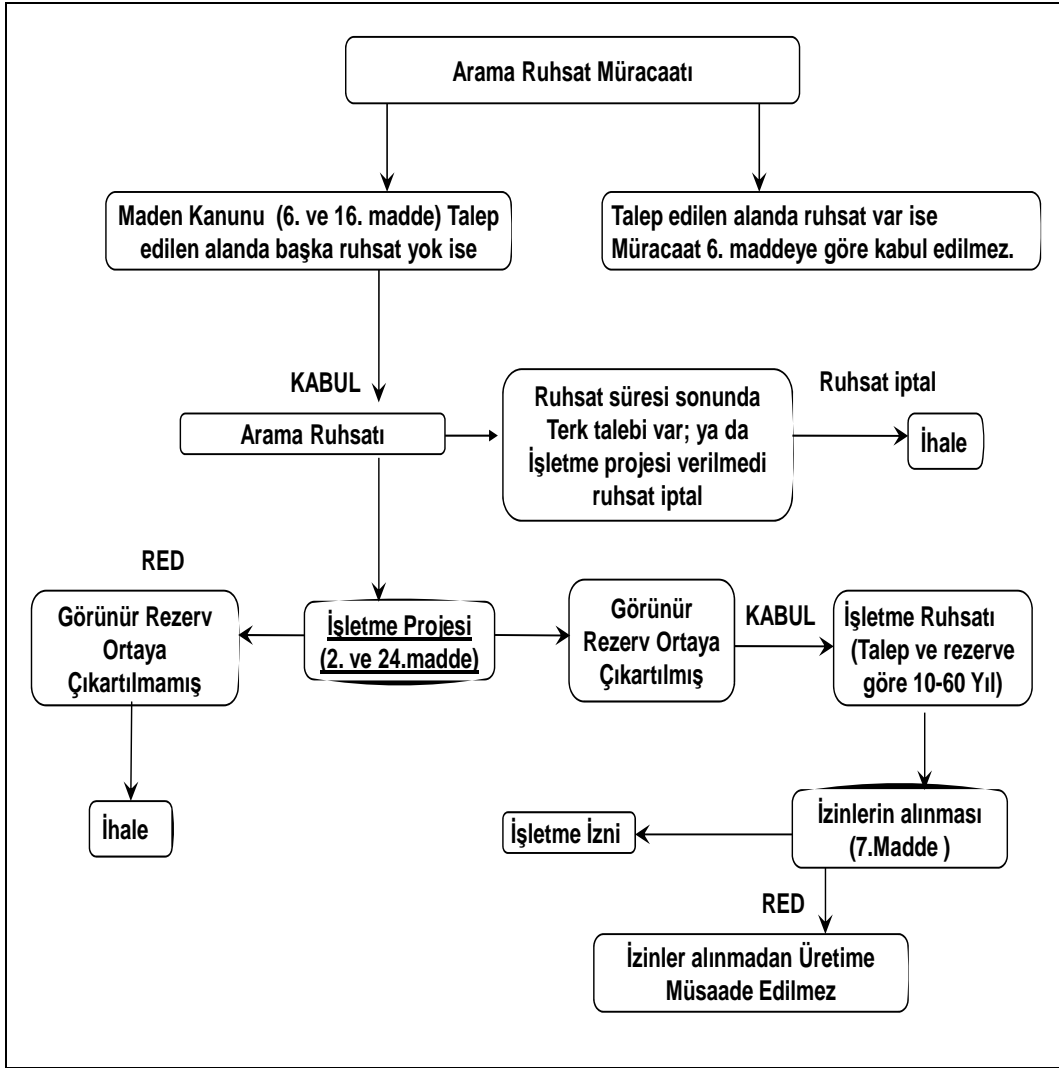 Arama Ruhsat Müracaatı
Maden Kanunu (6. ve 16. madde) Talep
edilen alanda başka ruhsat yok ise
Talep edilen alanda ruhsat var ise
Müracaat 6. maddeye göre kabul edilmez.
KABUL
Arama Ruhsatı
Ruhsat süresi sonunda
Terk talebi var; ya da
İşletme projesi verilmedi
ruhsat iptal
Ruhsat iptal
İhale
RED
Görünür Rezerv
Ortaya
Çıkartılmamış
İşletme Projesi
(2. ve 24.madde)
Görünür
Rezerv Ortaya
Çıkartılmış
KABUL
İşletme Ruhsatı
(Talep ve rezerve
göre 10-60 Yıl)
İhale
İşletme İzni
İzinlerin alınması
(7.Madde )
RED
İzinler alınmadan Üretime
Müsaade Edilmez